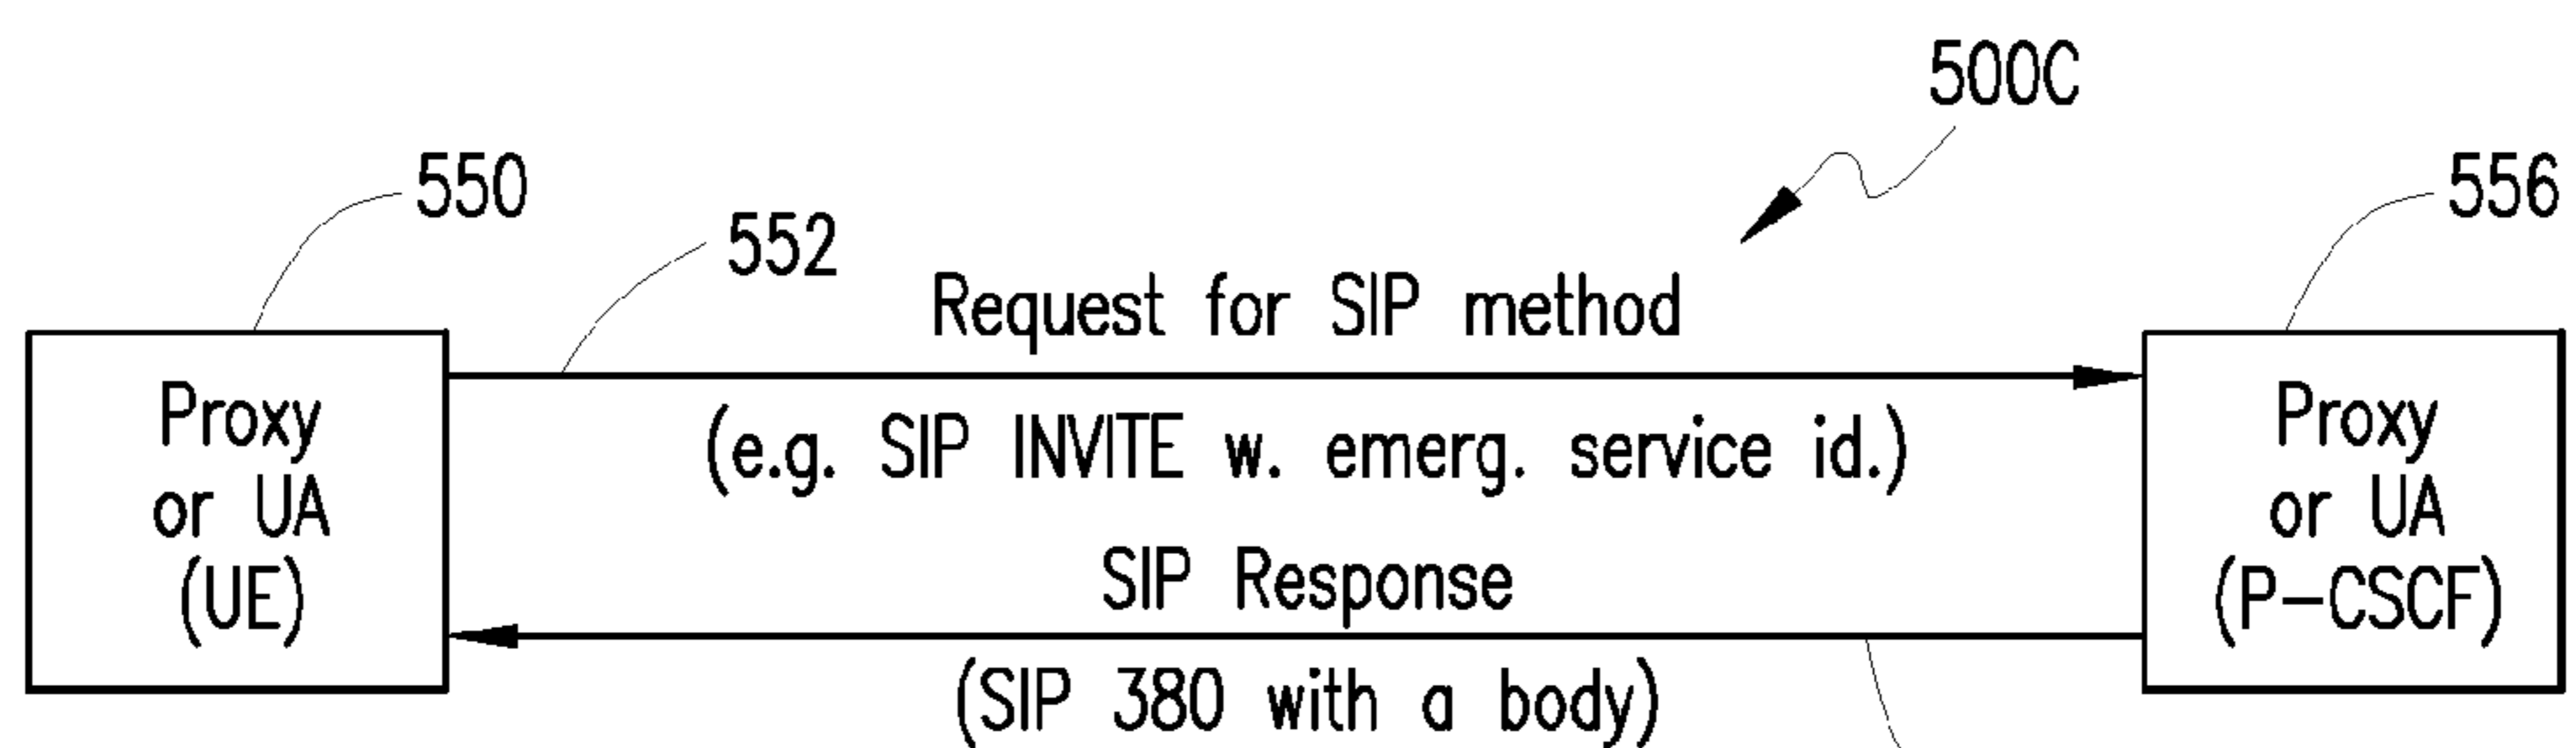 500C
550
552
556
Request for SIP method
(e.g. SIP INVITE w. emerg. service id.)
Proxy
or UA
(UE)
Proxy
or UA
(P-CSCF)
SIP Response
(SIP 380 with a body)